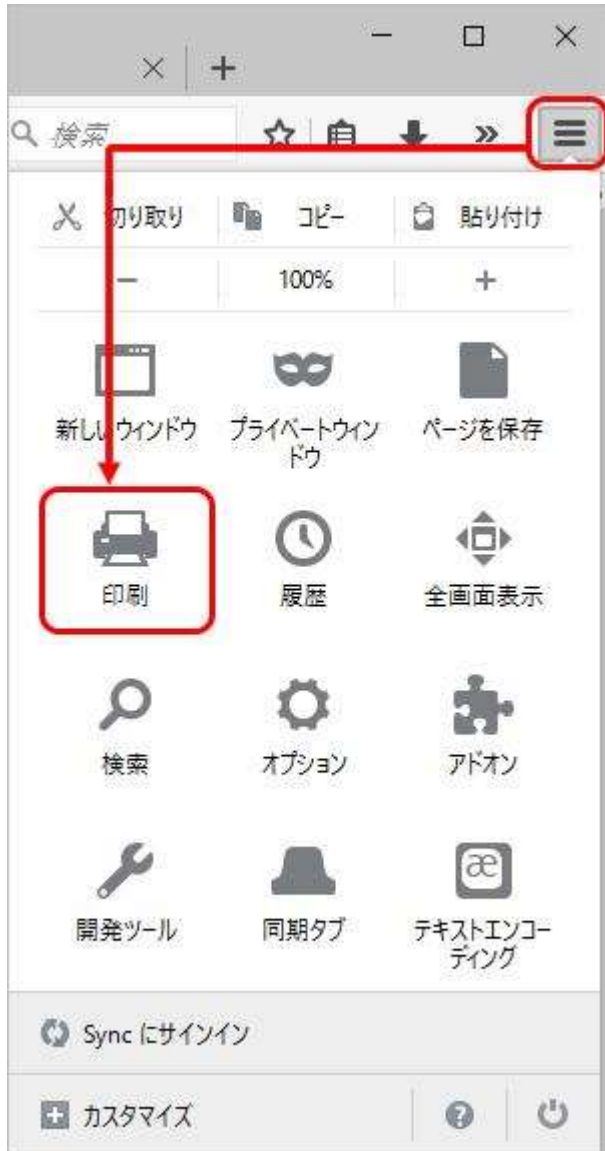 検索
切り取り コピー 貼り付け
− 100% +
新しいウィンドウ プライベートウィン ページを保存
ドウ
印刷 履歴 全画面表示
検索 オプション アドオン
開発ツール 同期タブ テキストエンコー
ディング
Sync にサインイン
カスタマイズ